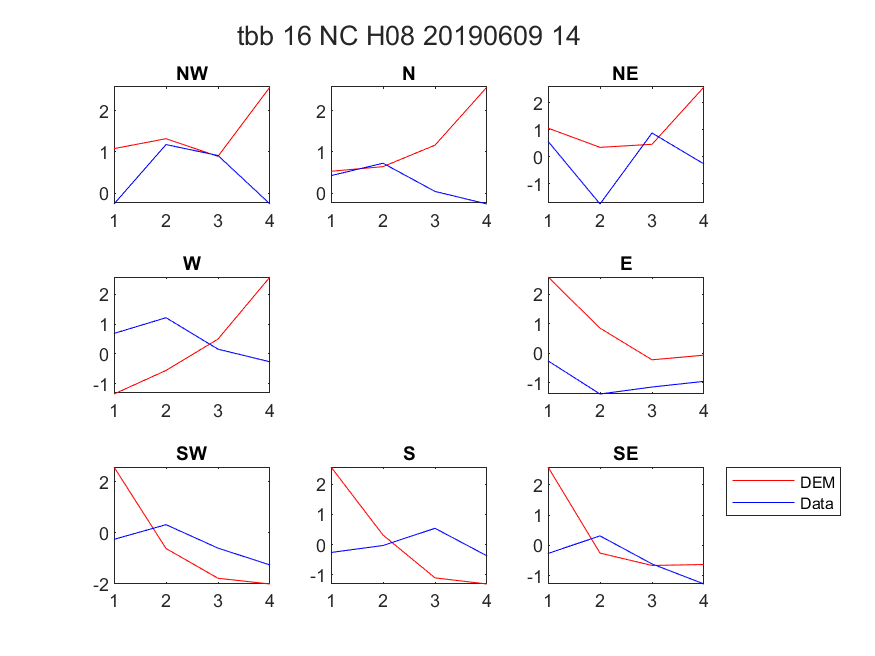 tbb 16 NC H08 20190609 14
NW N NE
2 2 2
1 1 1
0 0 0
-1
1 2 3 4 1 2 3 4 1 2 3 4
W E
2 2
1 1
0 0
-1 -1
1 2 3 4 1 2 3 4
SW S SE
2 2
1 1
0 0 0
-1 -1
-2
1 2 3 4 1 2 3 4 1 2 3 4
DEM
Data